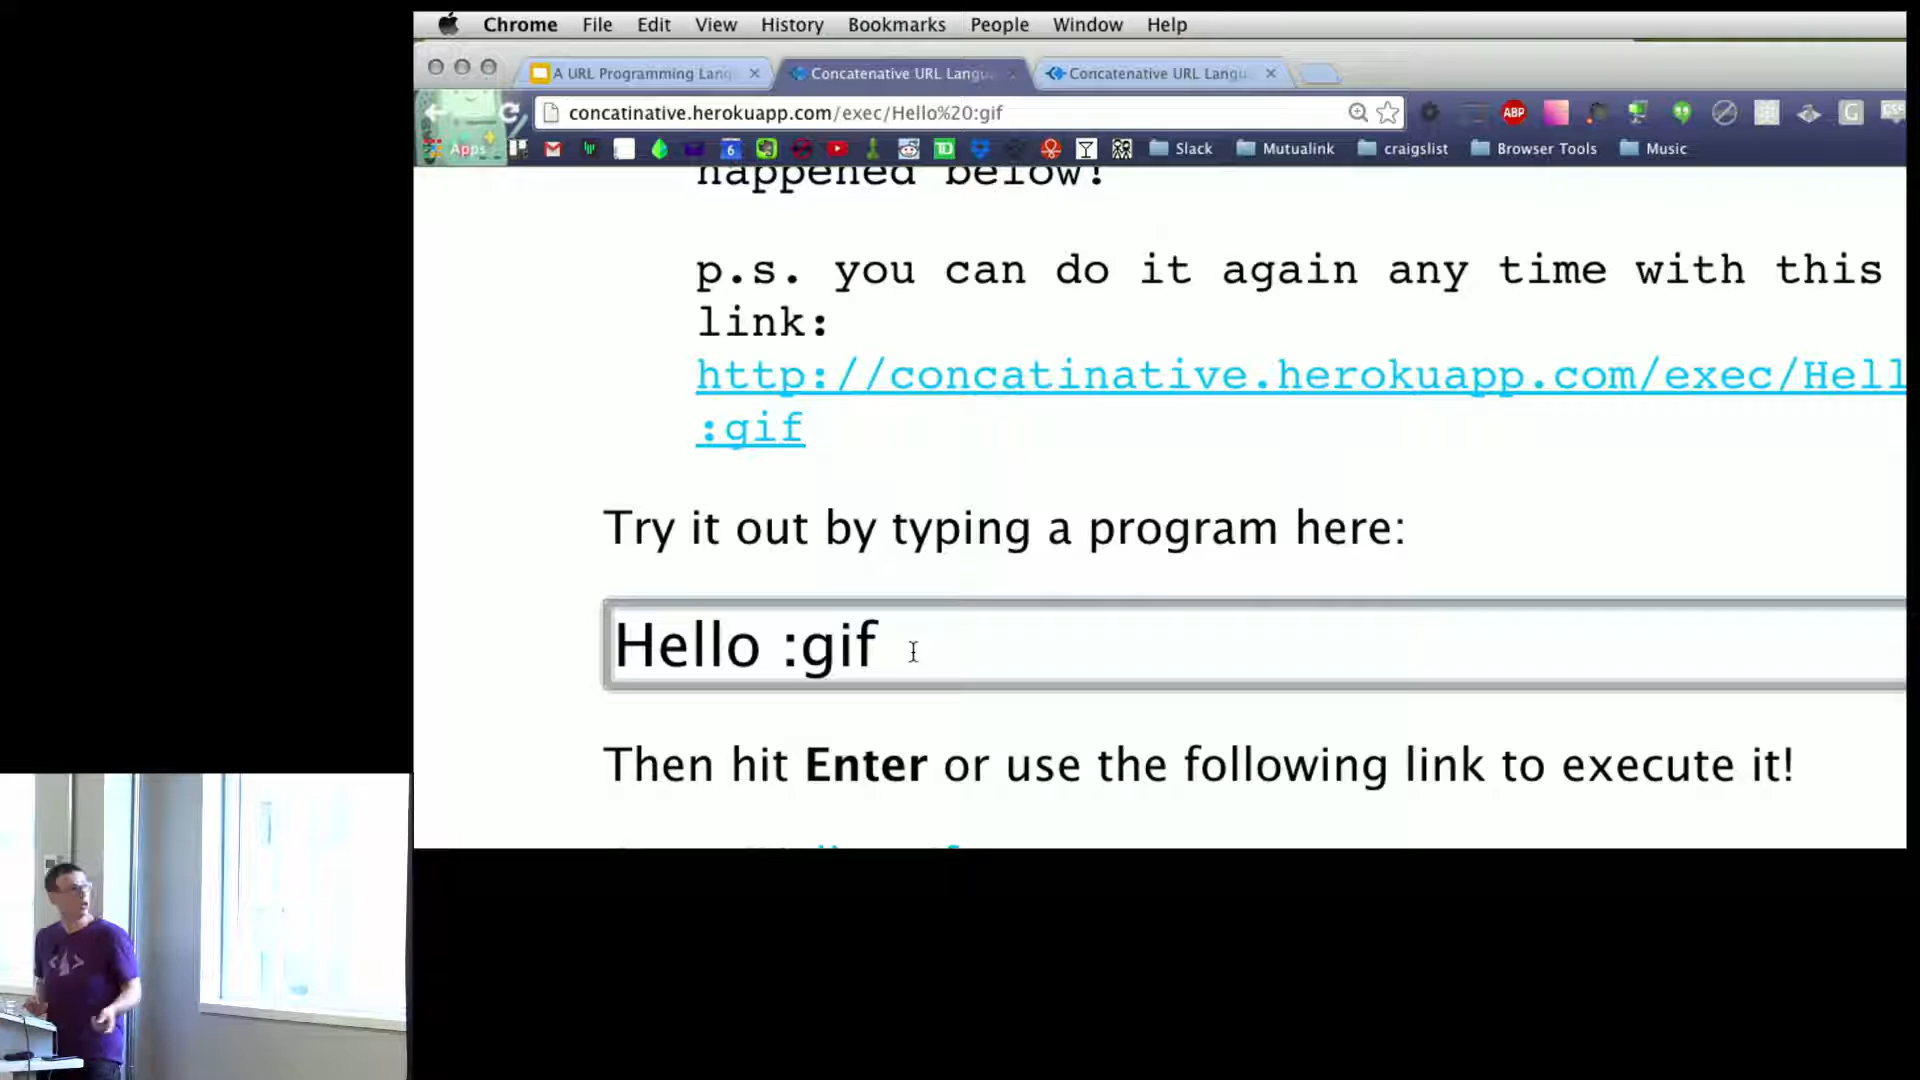 Chrome File Edit View History Bookmarks People Window Help
A URL Programming Lang
Concatenative URL Langu
Concatenative URL Langu
concatinative.herokuapp.com/exec/Hello%20:gif
ABP
G
Apps
6
TD
Slack
Mutualink
craigslist
Browser Tools
Music
happened below!
p.s. you can do it again any time with this
link:
http://concatinative.herokuapp.com/exec/Hell
:gif
Try it out by typing a program here:
Hello :gif
Then hit Enter or use the following link to execute it!